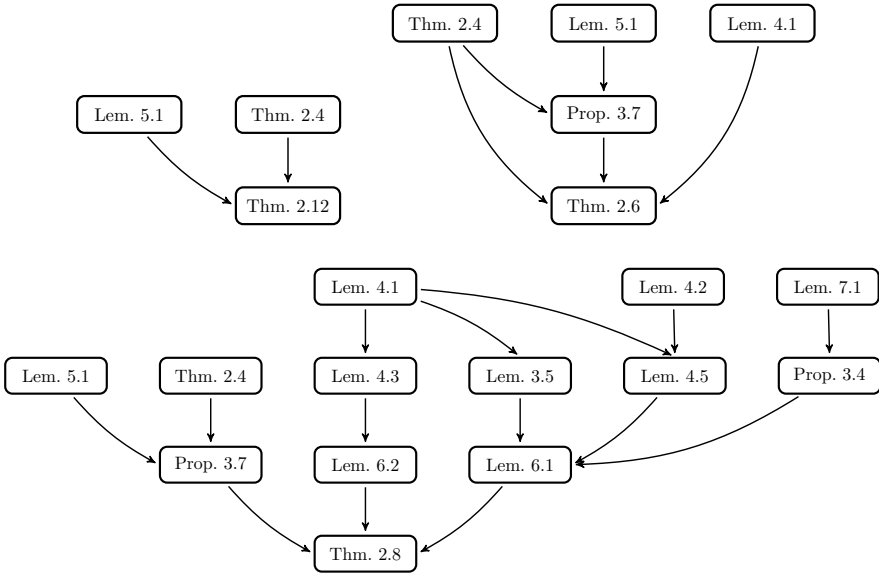 Thm. 2.4
Lem. 5.1
Lem. 4.1
Lem. 5.1
Thm. 2.4
Prop. 3.7
Thm. 2.12
Thm. 2.6
Lem. 4.1
Lem. 4.2
Lem. 7.1
Lem. 5.1
Thm. 2.4
Lem. 4.3
Lem. 3.5
Lem. 4.5
Prop. 3.4
Prop. 3.7
Lem. 6.2
Lem. 6.1
Thm. 2.8